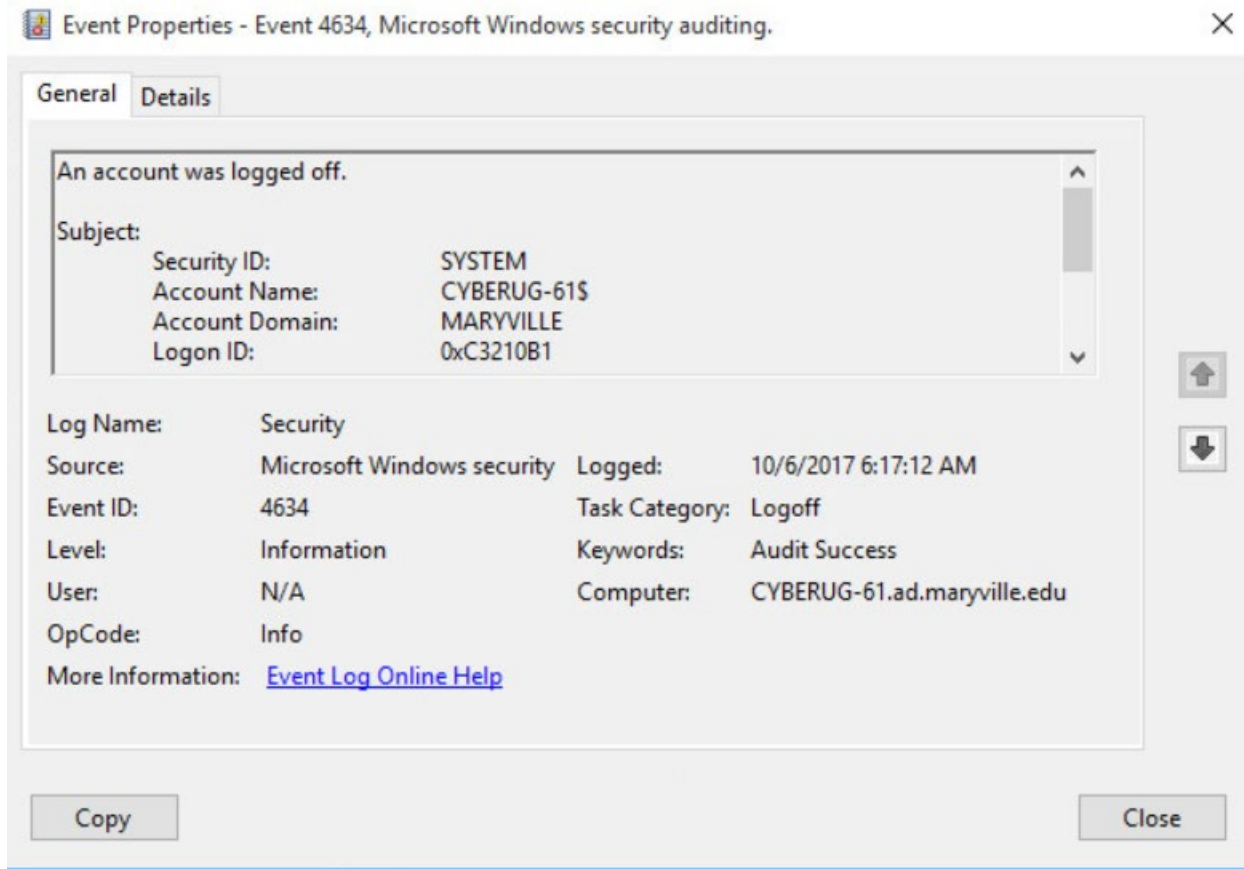 Event Properties - Event 4634, Microsoft Windows security auditing.
General Details
An account was logged off.
Subject:
Security ID: SYSTEM
Account Name: CYBERUG-61$
Account Domain: MARYVILLE
Logon ID: 0xC3210B1
Log Name: Security
Source: Microsoft Windows security Logged: 10/6/2017 6:17:12 AM
Event ID: 4634 Task Category: Logoff
Level: Information Keywords: Audit Success
User: N/A Computer: CYBERUG-61.ad.maryville.edu
OpCode: Info
More Information: Event Log Online Help
Copy Close